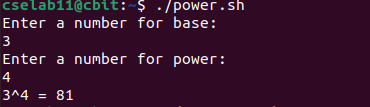 cselab11@cbit:~$ ./power.sh
Enter a number for base:
3
Enter a number for power:
4
3^4 = 81